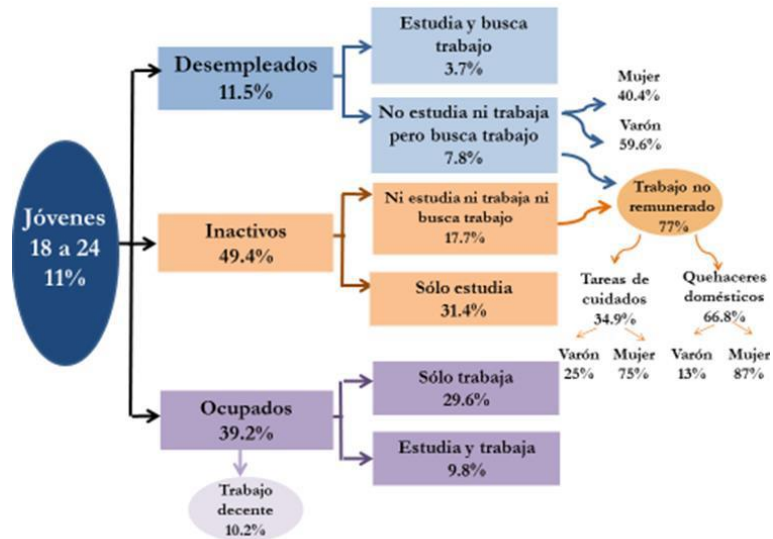 Jóvenes
18 a 24
11%
Desempleados
11.5%
Estudia y busca
trabajo
3.7%
No estudia ni trabaja
pero busca trabajo
7.8%
Mujer
40.4%
Varón
59.6%
Inactivos
49.4%
Ni estudia ni trabaja ni
busca trabajo
17.7%
Sólo estudia
31.4%
Trabajo no
remunerado
77%
Tareas de
cuidados
34.9%
Varón
25%
Mujer
75%
Quehaceres
domésticos
66.8%
Varón
13%
Mujer
87%
Ocupados
39.2%
Sólo trabaja
29.6%
Estudia y trabaja
9.8%
Trabajo
decente
10.2%